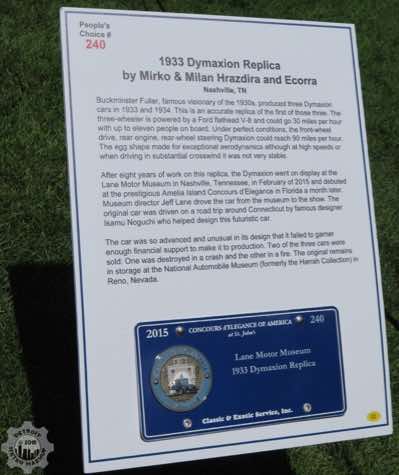 People's
Choice #
240
1933 Dymaxion Replica
by Mirko & Milan Hrazdira and Ecorra
Nashville, TN
Buckminster Fuller, famous visionary of the 1930s, produced three Dymaxion
cars in 1933 and 1934. This is an accurate replica of the first of those three. The
three-wheeler is powered by a Ford flathead V-8 and could go 30 miles per hour
with up to eleven people on board. Under perfect conditions, the front-wheel
drive, rear engine, rear-wheel steering Dymaxion could reach 90 miles per hour.
The egg shape made for exceptional aerodynamics although at high speeds or
when driving in substantial crosswind it was not very stable.
After eight years of work on this replica, the Dymaxion went on display at the
Lane Motor Museum in Nashville, Tennessee, in February of 2015 and debuted
at the prestigious Amelia Island Concours d'Elegance in Florida a month later.
Museum director Jeff Lane drove the car from the museum to the show. The
original car was driven on a road trip around Connecticut by famous designer
Isamu Noguchi who helped design this futuristic car.
The car was so advanced and unusual in its design that it failed to garner
enough financial support to make it to production. Two of the three cars were
sold. One was destroyed in a crash and the other in a fire. The original remains
in storage at the National Automobile Museum (formerly the Harrah Collection) in
Reno, Nevada.
2015 CONCOURS d'ELEGANCE OF AMERICA 240
at St. John's
Lane Motor Museum
1933 Dymaxion Replica
Classic & Exotic Service, Inc.
DETROIT